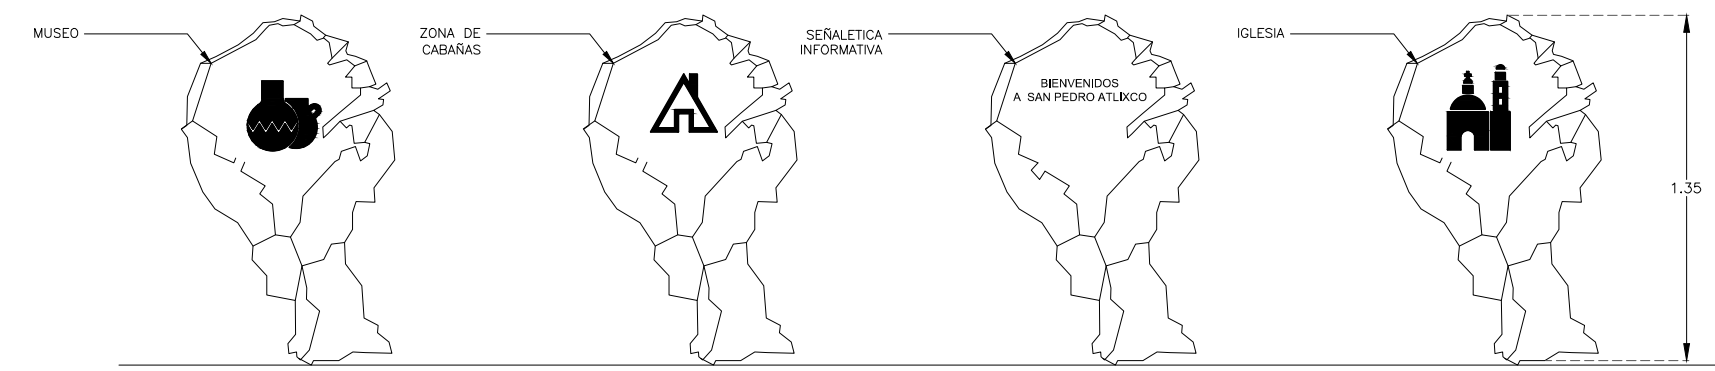 MUSEO
ZONA DE
CABAÑAS
SEÑALETICA
INFORMATIVA
BIENVENIDOS
A SAN PEDRO ATLIXCO
IGLESIA
1.35